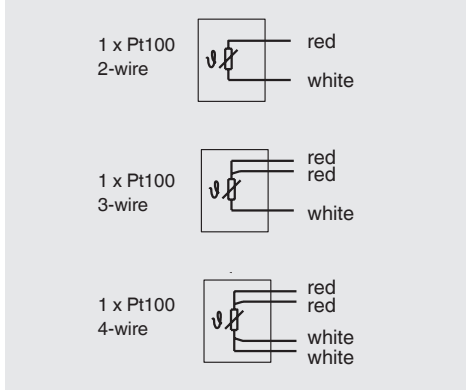 1 x Pt100
2-wire
red
white
1 x Pt100
3-wire
red
red
white
1 x Pt100
4-wire
red
red
white
white